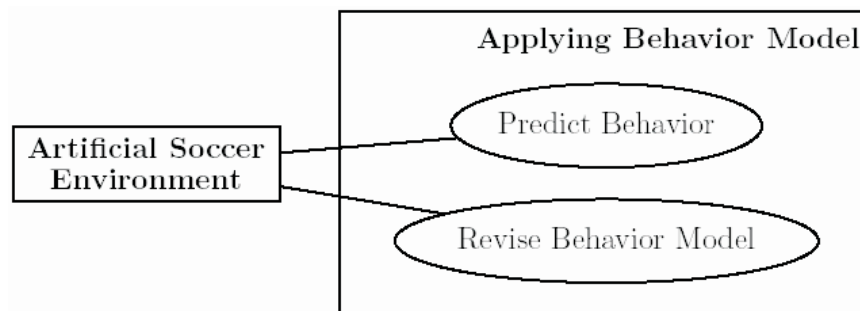 Applying Behavior Model
Predict Behavior
Artificial Soccer
Environment
Revise Behavior Model